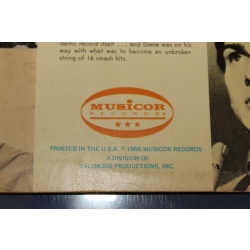 demo record itself . . . and Gene was on his
way with what was to become an unbroken
string of 16 smash hits.
MUSICOR
RECORDS
PRINTED IN THE U.S.A. © 1966 MUSICOR RECORDS
A DIVISION OF
TALMADGE PRODUCTIONS, INC.